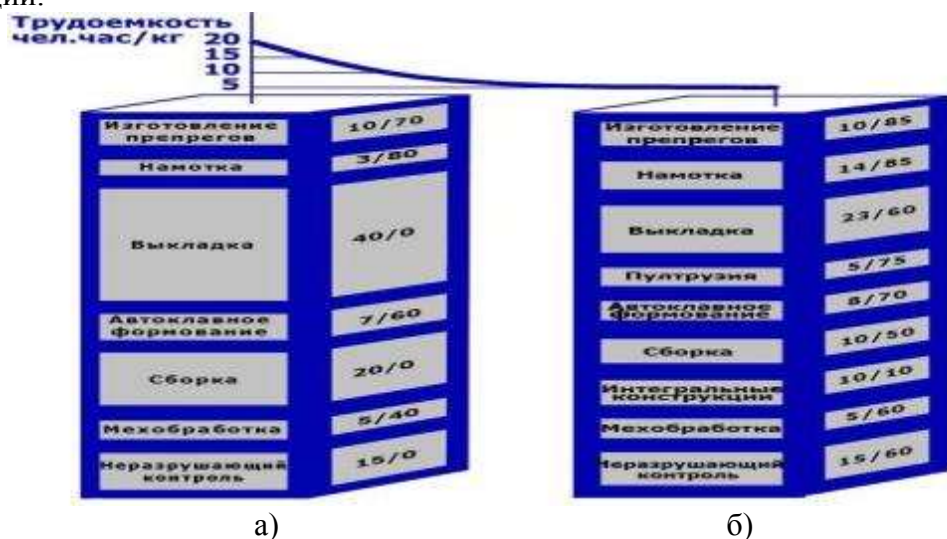 Трудоемкость
чел.час/кг 20
15
10
5
Изготовление
препрегов
10/70
Намотка
3/80
Выкладка
40/0
Автоклавное
формование
7/60
Сборка
20/0
Мехобработка
5/40
Неразрушающий
контроль
15/0
а)
Изготовление
препрегов
10/85
Намотка
14/85
Выкладка
23/60
Пултрузия
5/75
Автоклавное
формование
8/70
Сборка
10/50
Интегральные
конструкции
10/10
Мехобработка
5/60
Неразрушающий
контроль
15/60
б)